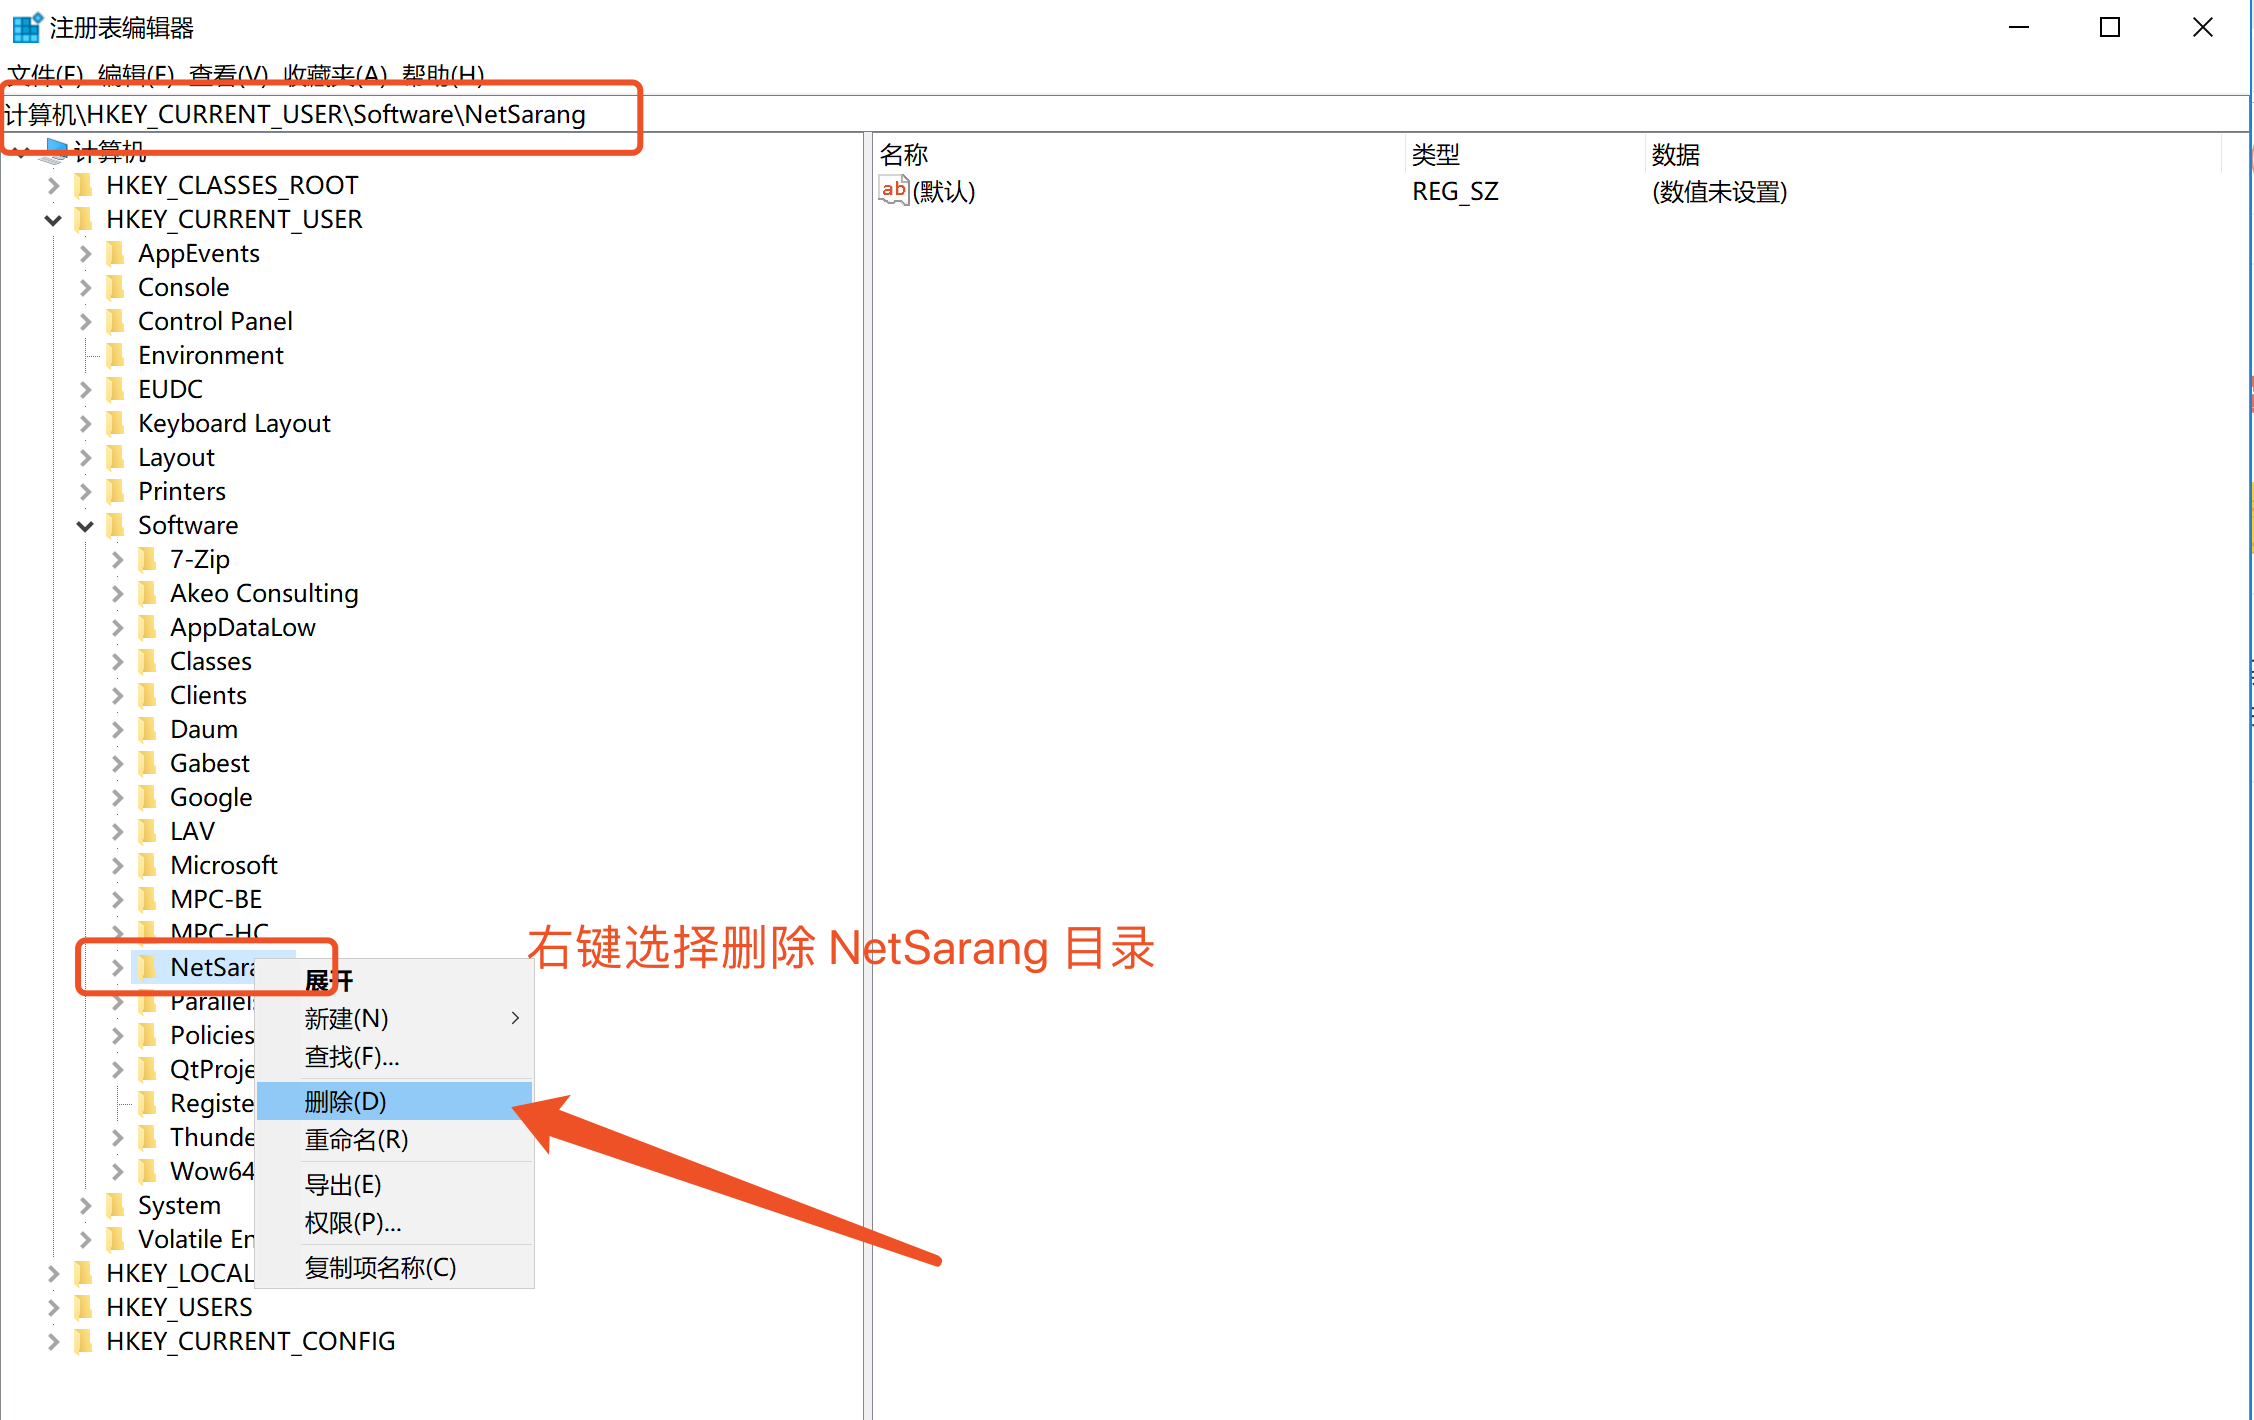 注册表编辑器
文件(F) 编辑(E) 查看(V) 收藏夹(A) 帮助(H)
计算机\HKEY_CURRENT_USER\Software\NetSarang
计算机
HKEY_CLASSES_ROOT
HKEY_CURRENT_USER
AppEvents
Console
Control Panel
Environment
EUDC
Keyboard Layout
Layout
Printers
Software
7-Zip
Akeo Consulting
AppDataLow
Classes
Clients
Daum
Gabest
Google
LAV
Microsoft
MPC-BE
MPC-HC
NetSara
Parallels
Policies
QtProje
Registe
Thunde
Wow64
System
Volatile En
HKEY_LOCAL
HKEY_USERS
HKEY_CURRENT_CONFIG
展开
新建(N)
查找(F)...
删除(D)
重命名(R)
导出(E)
权限(P)...
复制项名称(C)
名称 类型 数据
ab (默认) REG_SZ (数值未设置)
右键选择删除 NetSarang 目录